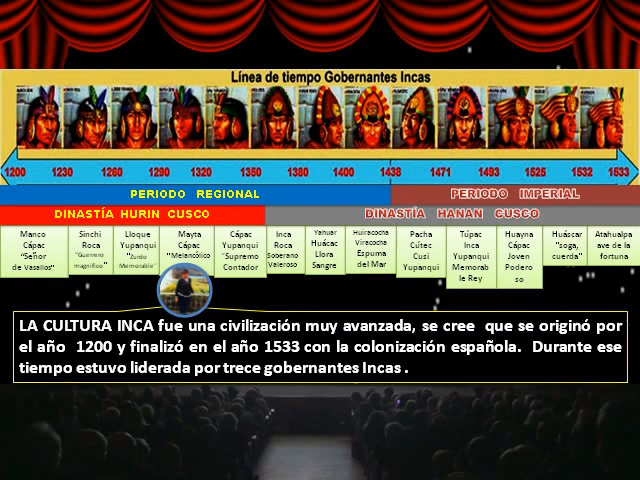 Línea de tiempo Gobernantes Incas
1200 1230 1260 1290 1320 1350 1380 1400 1438 1471 1493 1525 1532 1533
PERIODO REGIONAL
PERIODO IMPERIAL
DINASTÍA HURIN CUSCO
DINASTÍA HANAN CUSCO
Manco
Cápac
"Señor
de Vasallos"
Sinchi
Roca
"Guerrero
magnífico"
Lloque
Yupanqui
"Zurdo
Memorable"
Mayta
Cápac
"Melancólico
Cápac
Yupanqui
"Supremo
Contador
Inca
Roca
Soberano
Valeroso
Yahuar
Huácac
Llora
Sangre
Huiracocha
Viracocha
Espuma
del Mar
Pacha
Cútec
Cusi
Yupanqui
Túpac
Inca
Yupanqui
Memorab
le Rey
Huayna
Cápac
Joven
Podero
so
Huáscar
"soga,
cuerda"
Atahualpa
ave de la
fortuna
LA CULTURA INCA fue una civilización muy avanzada, se cree que se originó por
el año 1200 y finalizó en el año 1533 con la colonización española. Durante ese
tiempo estuvo liderada por trece gobernantes Incas .